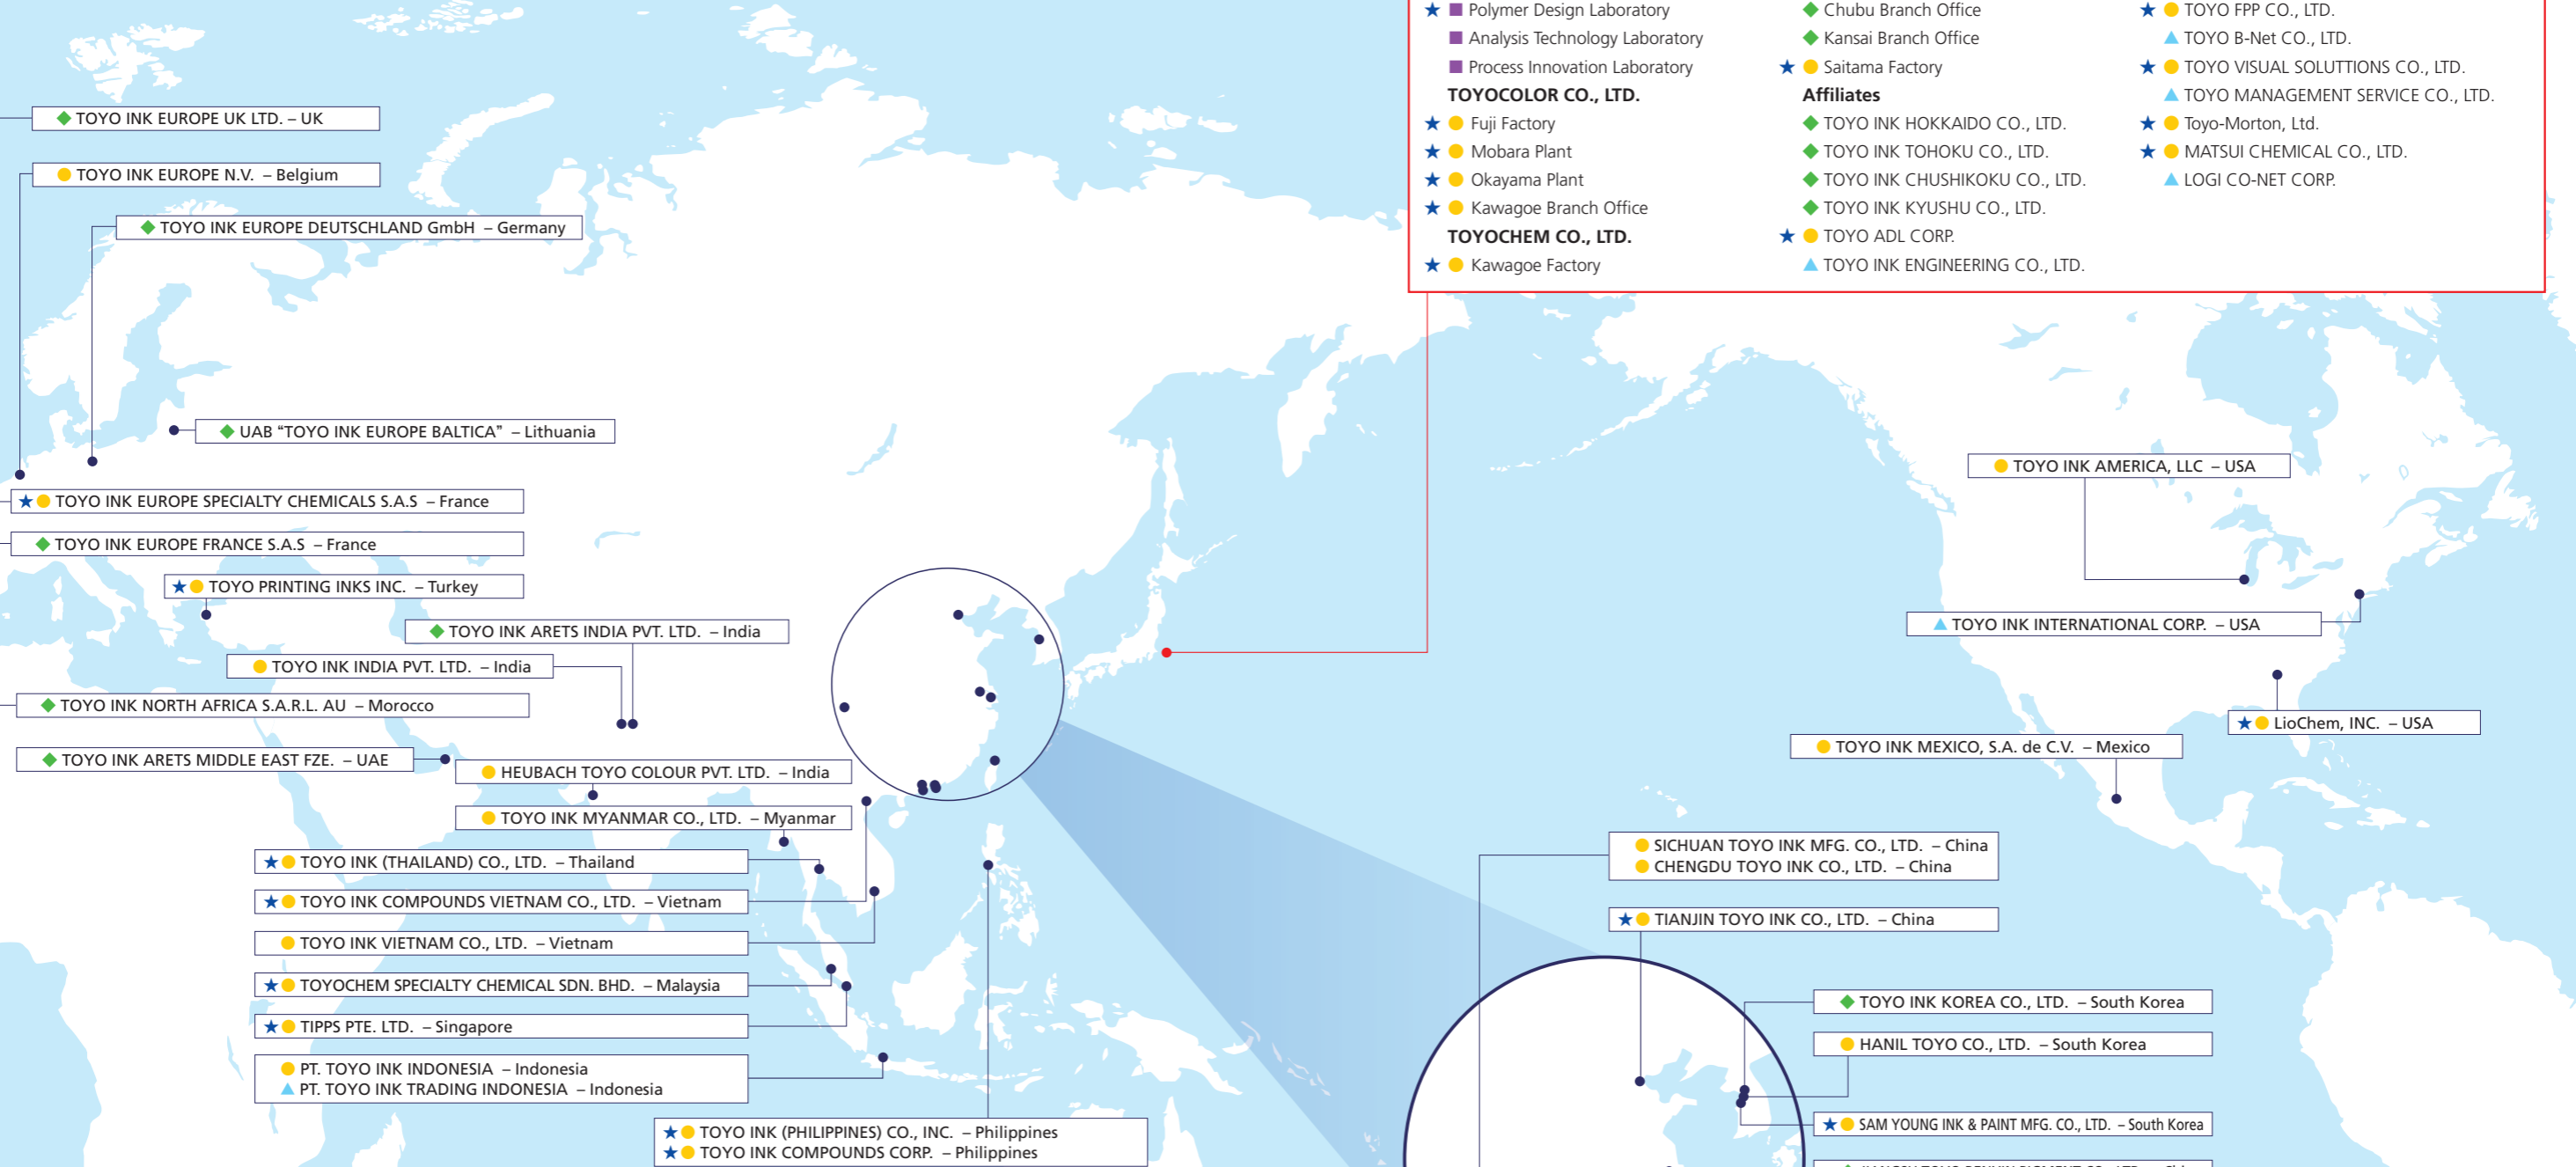 Polymer Design Laboratory
Analysis Technology Laboratory
Process Innovation Laboratory
TOYOCOLOR CO., LTD.
Fuji Factory
Mobara Plant
Okayama Plant
Kawagoe Branch Office
TOYOCHEM CO., LTD.
Kawagoe Factory
Chubu Branch Office
Kansai Branch Office
Saitama Factory
Affiliates
TOYO INK HOKKAIDO CO., LTD.
TOYO INK TOHOKU CO., LTD.
TOYO INK CHUSHIKOKU CO., LTD.
TOYO INK KYUSHU CO., LTD.
TOYO ADL CORP.
TOYO INK ENGINEERING CO., LTD.
TOYO FPP CO., LTD.
TOYO B-Net CO., LTD.
TOYO VISUAL SOLUTTIONS CO., LTD.
TOYO MANAGEMENT SERVICE CO., LTD.
Toyo-Morton, Ltd.
MATSUI CHEMICAL CO., LTD.
LOGI CO-NET CORP.
TOYO INK EUROPE UK LTD. – UK
TOYO INK EUROPE N.V. – Belgium
TOYO INK EUROPE DEUTSCHLAND GmbH – Germany
UAB “TOYO INK EUROPE BALTICA” – Lithuania
TOYO INK EUROPE SPECIALTY CHEMICALS S.A.S – France
TOYO INK EUROPE FRANCE S.A.S – France
TOYO PRINTING INKS INC. – Turkey
TOYO INK ARETS INDIA PVT. LTD. – India
TOYO INK INDIA PVT. LTD. – India
TOYO INK NORTH AFRICA S.A.R.L. AU – Morocco
TOYO INK ARETS MIDDLE EAST FZE. – UAE
HEUBACH TOYO COLOUR PVT. LTD. – India
TOYO INK MYANMAR CO., LTD. – Myanmar
TOYO INK (THAILAND) CO., LTD. – Thailand
TOYO INK COMPOUNDS VIETNAM CO., LTD. – Vietnam
TOYO INK VIETNAM CO., LTD. – Vietnam
TOYOCHEM SPECIALTY CHEMICAL SDN. BHD. – Malaysia
TIPPS PTE. LTD. – Singapore
PT. TOYO INK INDONESIA – Indonesia
PT. TOYO INK TRADING INDONESIA – Indonesia
TOYO INK (PHILIPPINES) CO., INC. – Philippines
TOYO INK COMPOUNDS CORP. – Philippines
TOYO INK AMERICA, LLC – USA
TOYO INK INTERNATIONAL CORP. – USA
LioChem, INC. – USA
TOYO INK MEXICO, S.A. de C.V. – Mexico
SICHUAN TOYO INK MFG. CO., LTD. – China
CHENGDU TOYO INK CO., LTD. – China
TIANJIN TOYO INK CO., LTD. – China
TOYO INK KOREA CO., LTD. – South Korea
HANIL TOYO CO., LTD. – South Korea
SAM YOUNG INK & PAINT MFG. CO., LTD. – South Korea